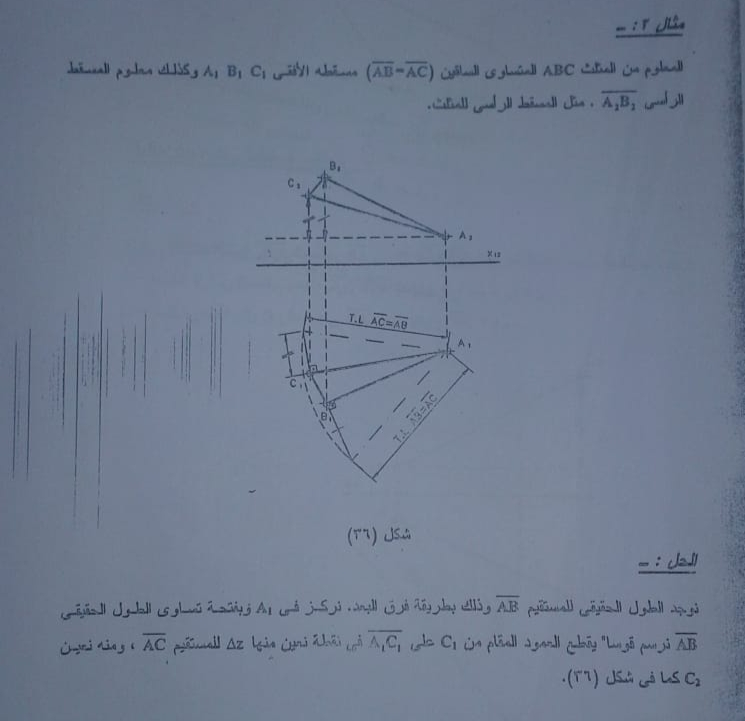 مثال ٢ : ــ
المعلوم من المثلث ABC المتساوى الساقين (AB=AC) مسقطه الأفقى A₁ B₁ C₁ وكذلك معلوم المسقط
الرأسى A₂B₂ . مثل المسقط الرأسى للمثلث.
B₂
C₂
A₂
X₁₂
T.L AC=AB
A₁
C₁
B₁
T.L AB=AC
شكل (٣٦)
الحل : ــ
نوجد الطول الحقيقى للمستقيم AB وذلك بطريقة فرق البعد. نركز فى A₁ وبفتحة تساوى الطول الحقيقى
AB نرسم قوسا" يقطع العمود المقام من C₁ على A₁C₁ فى نقطة نعين منها Δz للمستقيم AC ، ومنه نعين
C₂ كما فى شكل (٣٦).